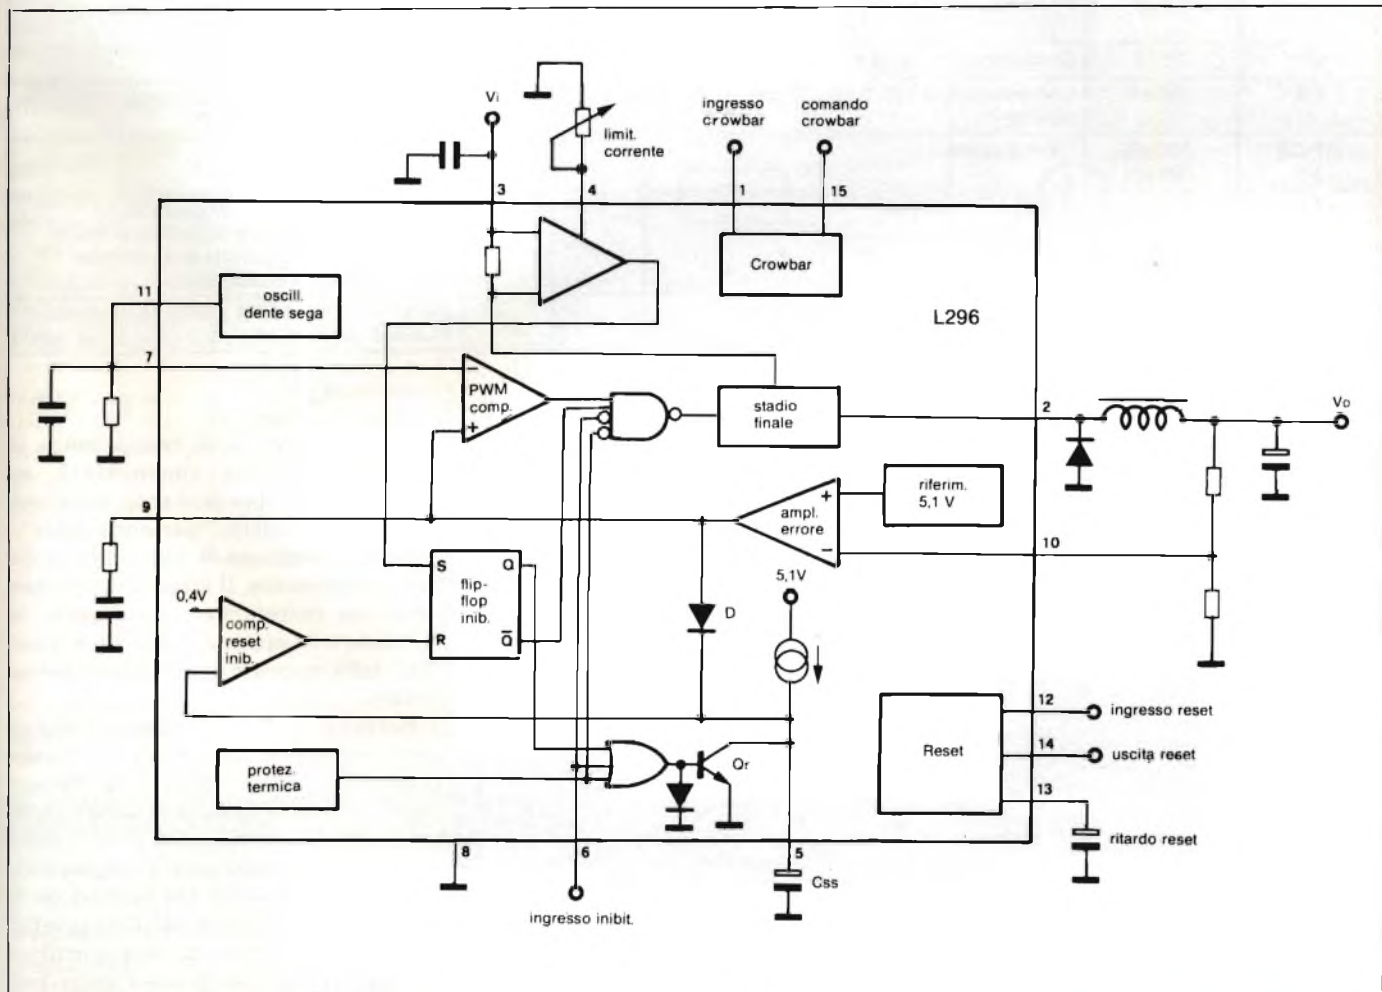 Vi
limit.
corrente
ingresso
crowbar
comando
crowbar
3
4
1
15
Crowbar
11
oscill.
dente sega
L296
7
−
PWM
comp.
+
stadio
finale
2
Vo
9
+
ampl.
errore
−
riferim.
5,1 V
10
S
Q
flip-
flop
inib.
R
Q̅
0,4V
comp.
reset
inib.
D
5,1V
protez.
termica
Qr
Reset
12
ingresso reset
14
uscita reset
13
ritardo reset
8
6
5
Css
ingresso inibit.